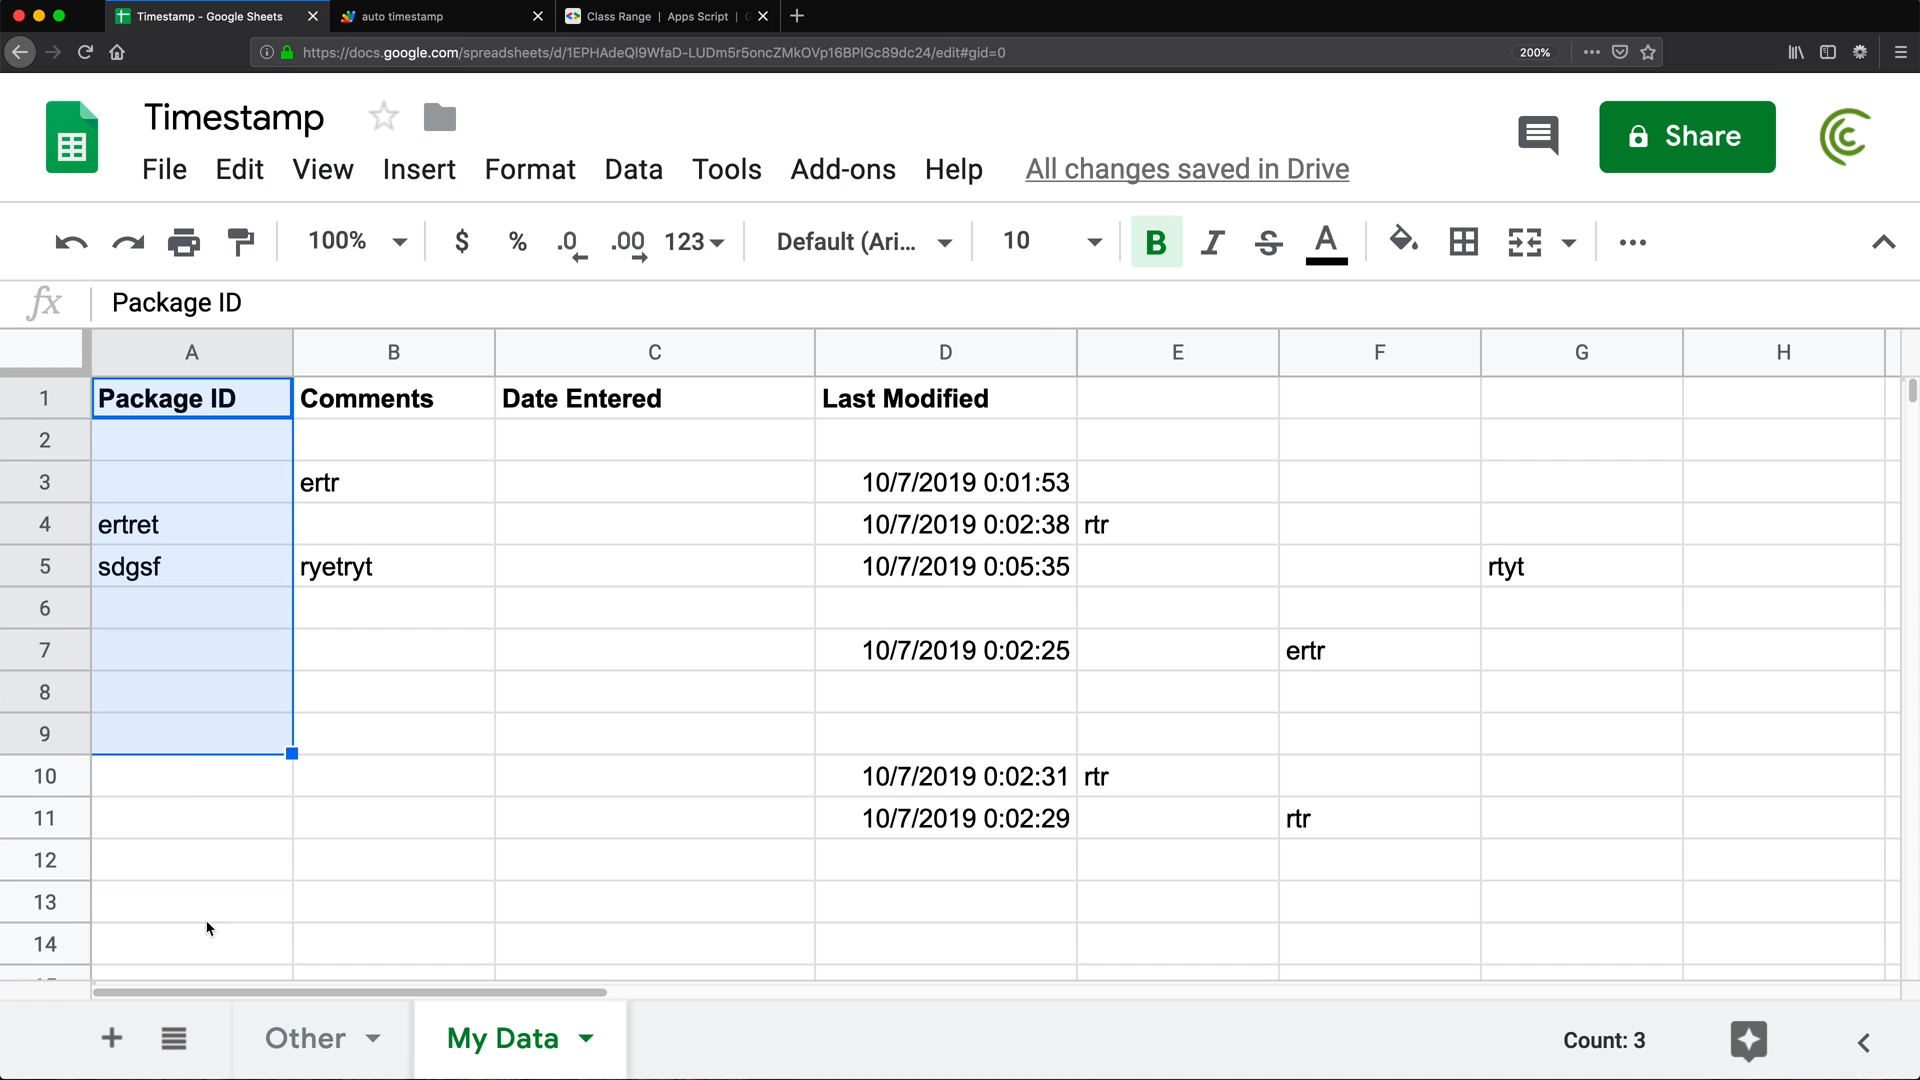 Timestamp - Google Sheets
auto timestamp
Class Range | Apps Script |
https://docs.google.com/spreadsheets/d/1EPHAdeQl9WfaD-LUDm5r5oncZMkOVp16BPlGc89dc24/edit#gid=0
200%
Timestamp
Share
File Edit View Insert Format Data Tools Add-ons Help All changes saved in Drive
100% $ % .0 .00 123 Default (Ari... 10 B I S A
fx Package ID
A B C D E F G H
1 Package ID Comments Date Entered Last Modified
2
3 ertr 10/7/2019 0:01:53
4 ertret 10/7/2019 0:02:38 rtr
5 sdgsf ryetryt 10/7/2019 0:05:35 rtyt
6
7 10/7/2019 0:02:25 ertr
8
9
10 10/7/2019 0:02:31 rtr
11 10/7/2019 0:02:29 rtr
12
13
14
Other My Data Count: 3